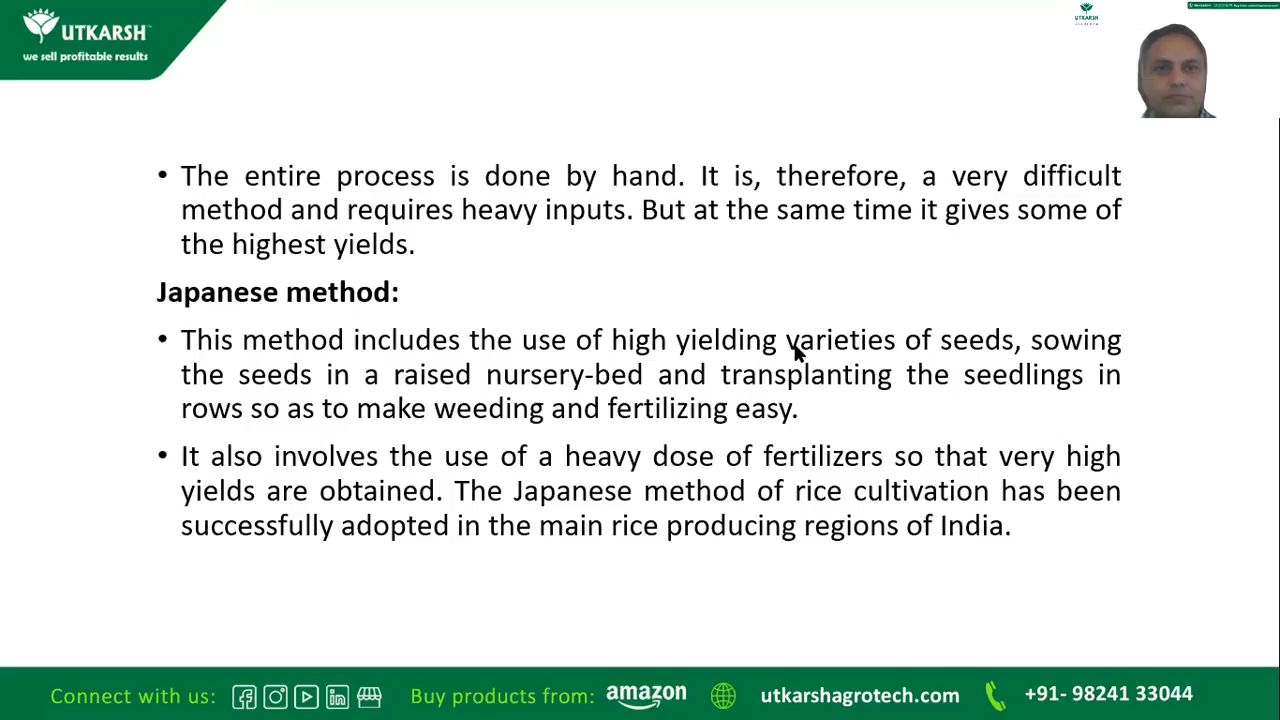 UTKARSH
we sell profitable results
UTKARSH
• The entire process is done by hand. It is, therefore, a very difficult
method and requires heavy inputs. But at the same time it gives some of
the highest yields.
Japanese method:
• This method includes the use of high yielding varieties of seeds, sowing
the seeds in a raised nursery-bed and transplanting the seedlings in
rows so as to make weeding and fertilizing easy.
• It also involves the use of a heavy dose of fertilizers so that very high
yields are obtained. The Japanese method of rice cultivation has been
successfully adopted in the main rice producing regions of India.
Connect with us: Buy products from: amazon utkarshagrotech.com +91- 98241 33044